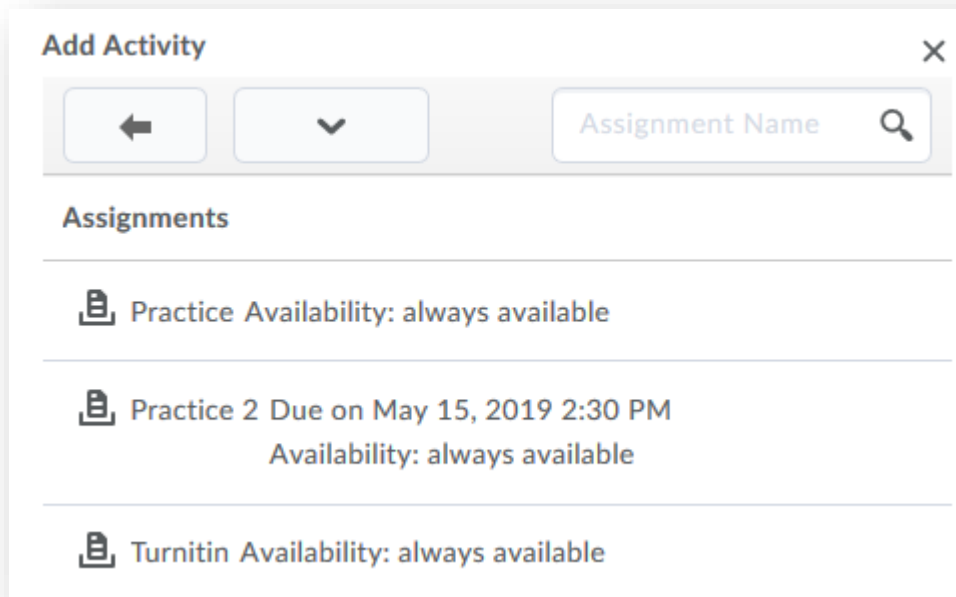 Add Activity
Assignment Name
Assignments
Practice Availability: always available
Practice 2 Due on May 15, 2019 2:30 PM
Availability: always available
Turnitin Availability: always available